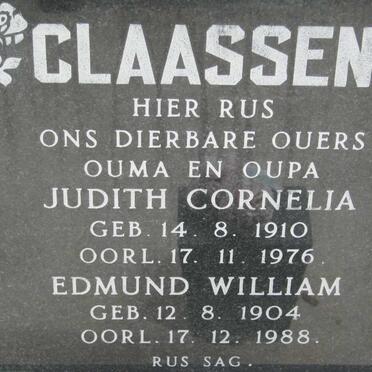 CLAASSEN
HIER RUS
ONS DIERBARE OUERS
OUMA EN OUPA
JUDITH CORNELIA
GEB. 14. 8. 1910
OORL. 17. 11. 1976.
EDMUND WILLIAM
GEB. 12. 8. 1904
OORL. 17. 12. 1988.
RUS SAG.